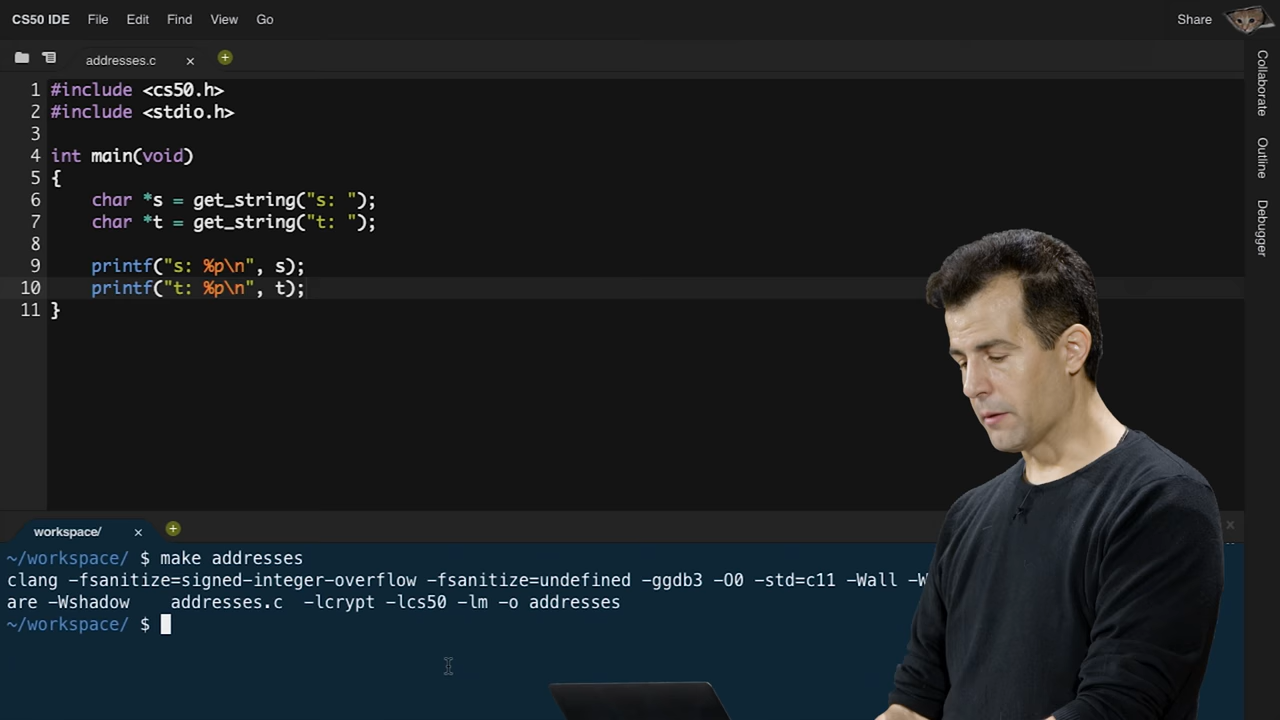 CS50 IDE File Edit Find View Go Share
addresses.c
1 #include <cs50.h>
2 #include <stdio.h>
3
4 int main(void)
5 {
6 char *s = get_string("s: ");
7 char *t = get_string("t: ");
8
9 printf("s: %p\n", s);
10 printf("t: %p\n", t);
11 }
Collaborate
Outline
Debugger
workspace/
~/workspace/ $ make addresses
clang -fsanitize=signed-integer-overflow -fsanitize=undefined -ggdb3 -O0 -std=c11 -Wall
are -Wshadow addresses.c -lcrypt -lcs50 -lm -o addresses
~/workspace/ $